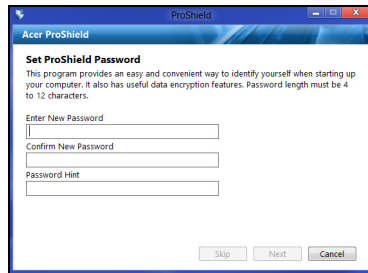 ProShield
Acer ProShield
Set ProShield Password
This program provides an easy and convenient way to identify yourself when starting up
your computer. It also has useful data encryption features. Password length must be 4
to 12 characters.
Enter New Password
Confirm New Password
Password Hint
Skip Next Cancel